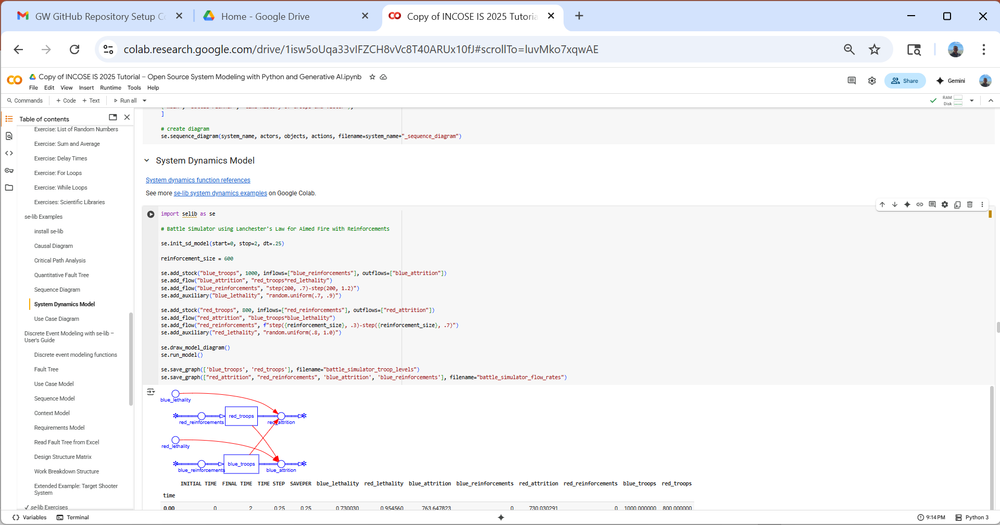 GW GitHub Repository Setup
Home - Google Drive
Copy of INCOSE IS 2025 Tutoria
colab.research.google.com/drive/1isw5oUqa33vIFZCH8vVc8T40ARUx10fJ#scrollTo=luvMko7xqwAE
Copy of INCOSE IS 2025 Tutorial – Open Source System Modeling with Python and Generative AI.ipynb
Share
Gemini
File Edit View Insert Runtime Tools Help
Commands + Code + Text Run all
RAM
Disk
Table of contents
Exercise: List of Random Numbers
Exercise: Sum and Average
Exercise: Delay Times
Exercise: For Loops
Exercise: While Loops
Exercises: Scientific Libraries
se-lib Examples
install se-lib
Causal Diagram
Critical Path Analysis
Quantitative Fault Tree
Sequence Diagram
System Dynamics Model
Use Case Diagram
Discrete Event Modeling with se-lib –
User's Guide
Discrete event modeling functions
Fault Tree
Use Case Model
Sequence Model
Context Model
Requirements Model
Read Fault Tree from Excel
Design Structure Matrix
Work Breakdown Structure
Extended Example: Target Shooter
System
✓ se-lib Exercises
]
# create diagram
se.sequence_diagram(system_name, actors, objects, actions, filename=system_name+"_sequence_diagram")
System Dynamics Model
System dynamics function references
See more se-lib system dynamics examples on Google Colab.
import selib as se
# Battle Simulator using Lanchester's Law for Aimed Fire with Reinforcements
se.init_sd_model(start=0, stop=2, dt=.25)
reinforcement_size = 600
se.add_stock("blue_troops", 1000, inflows=["blue_reinforcements"], outflows=["blue_attrition"])
se.add_flow("blue_attrition", "red_troops*red_lethality")
se.add_flow("blue_reinforcements", "step(200, .7)-step(200, 1.2)")
se.add_auxiliary("blue_lethality", "random.uniform(.7, .9)")
se.add_stock("red_troops", 800, inflows=["red_reinforcements"], outflows=["red_attrition"])
se.add_flow("red_attrition", "blue_troops*blue_lethality")
se.add_flow("red_reinforcements", f"step({reinforcement_size}, .3)-step({reinforcement_size}, .7)")
se.add_auxiliary("red_lethality", "random.uniform(.8, 1.0)")
se.draw_model_diagram()
se.run_model()
se.save_graph(['blue_troops', 'red_troops'], filename="battle_simulator_troop_levels")
se.save_graph(["red_attrition", "red_reinforcements", 'blue_attrition', 'blue_reinforcements'], filename="battle_simulator_flow_rates")
blue_lethality
red_troops
red_reinforcements
red_attrition
red_lethality
blue_troops
blue_reinforcements
blue_attrition
INITIAL TIME FINAL TIME TIME STEP SAVEPER blue_lethality red_lethality blue_attrition blue_reinforcements red_attrition red_reinforcements blue_troops red_troops
time
0.00 0 2 0.25 0.25 0.730030 0.954560 763.647823 0 730.030291 0 1000.000000 800.000000
Variables Terminal
9:14 PM Python 3